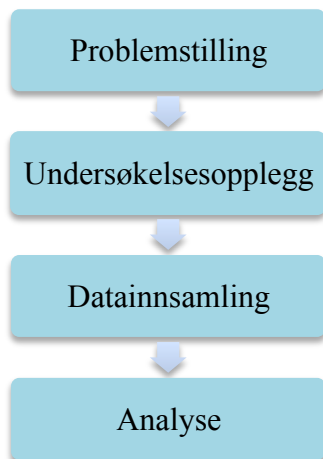 Problemstilling
Undersøkelsesopplegg
Datainnsamling
Analyse